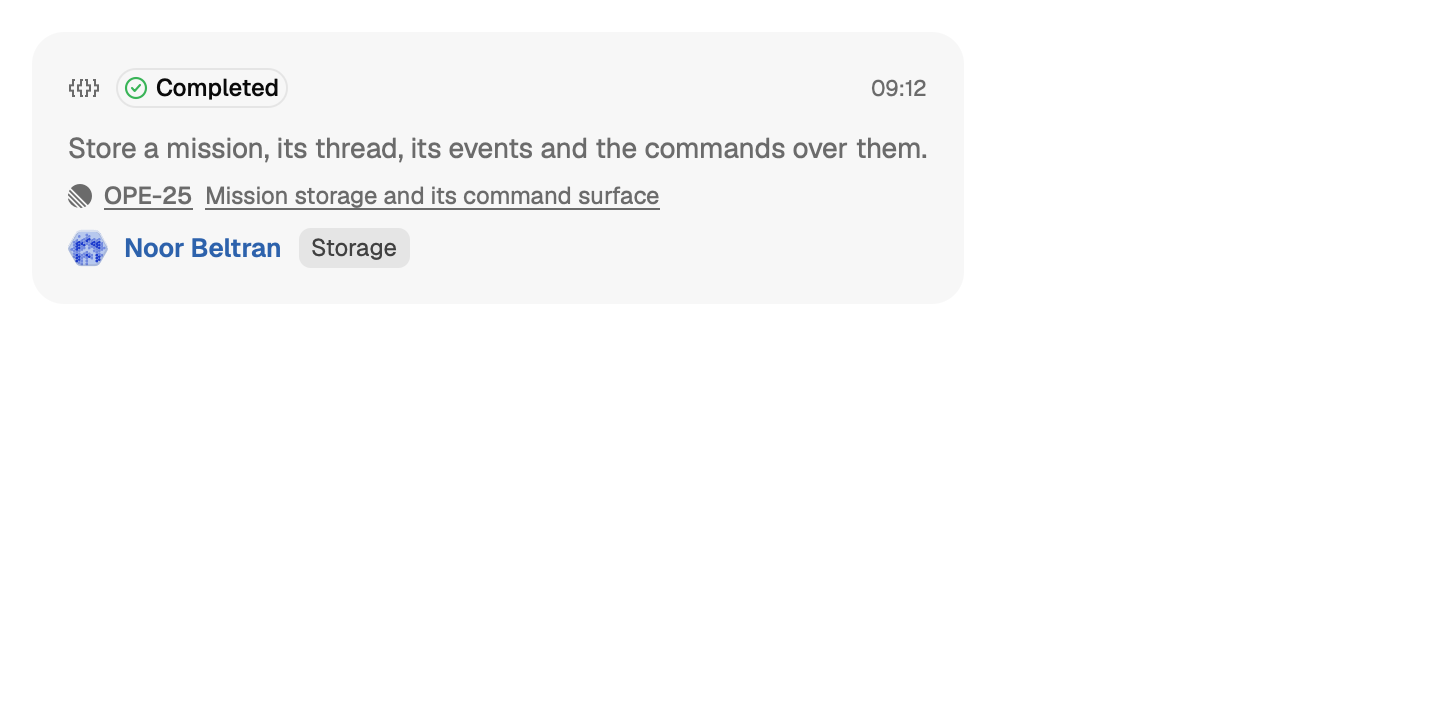 Completed 09:12
Store a mission, its thread, its events and the commands over them.
OPE-25 Mission storage and its command surface
Noor Beltran Storage